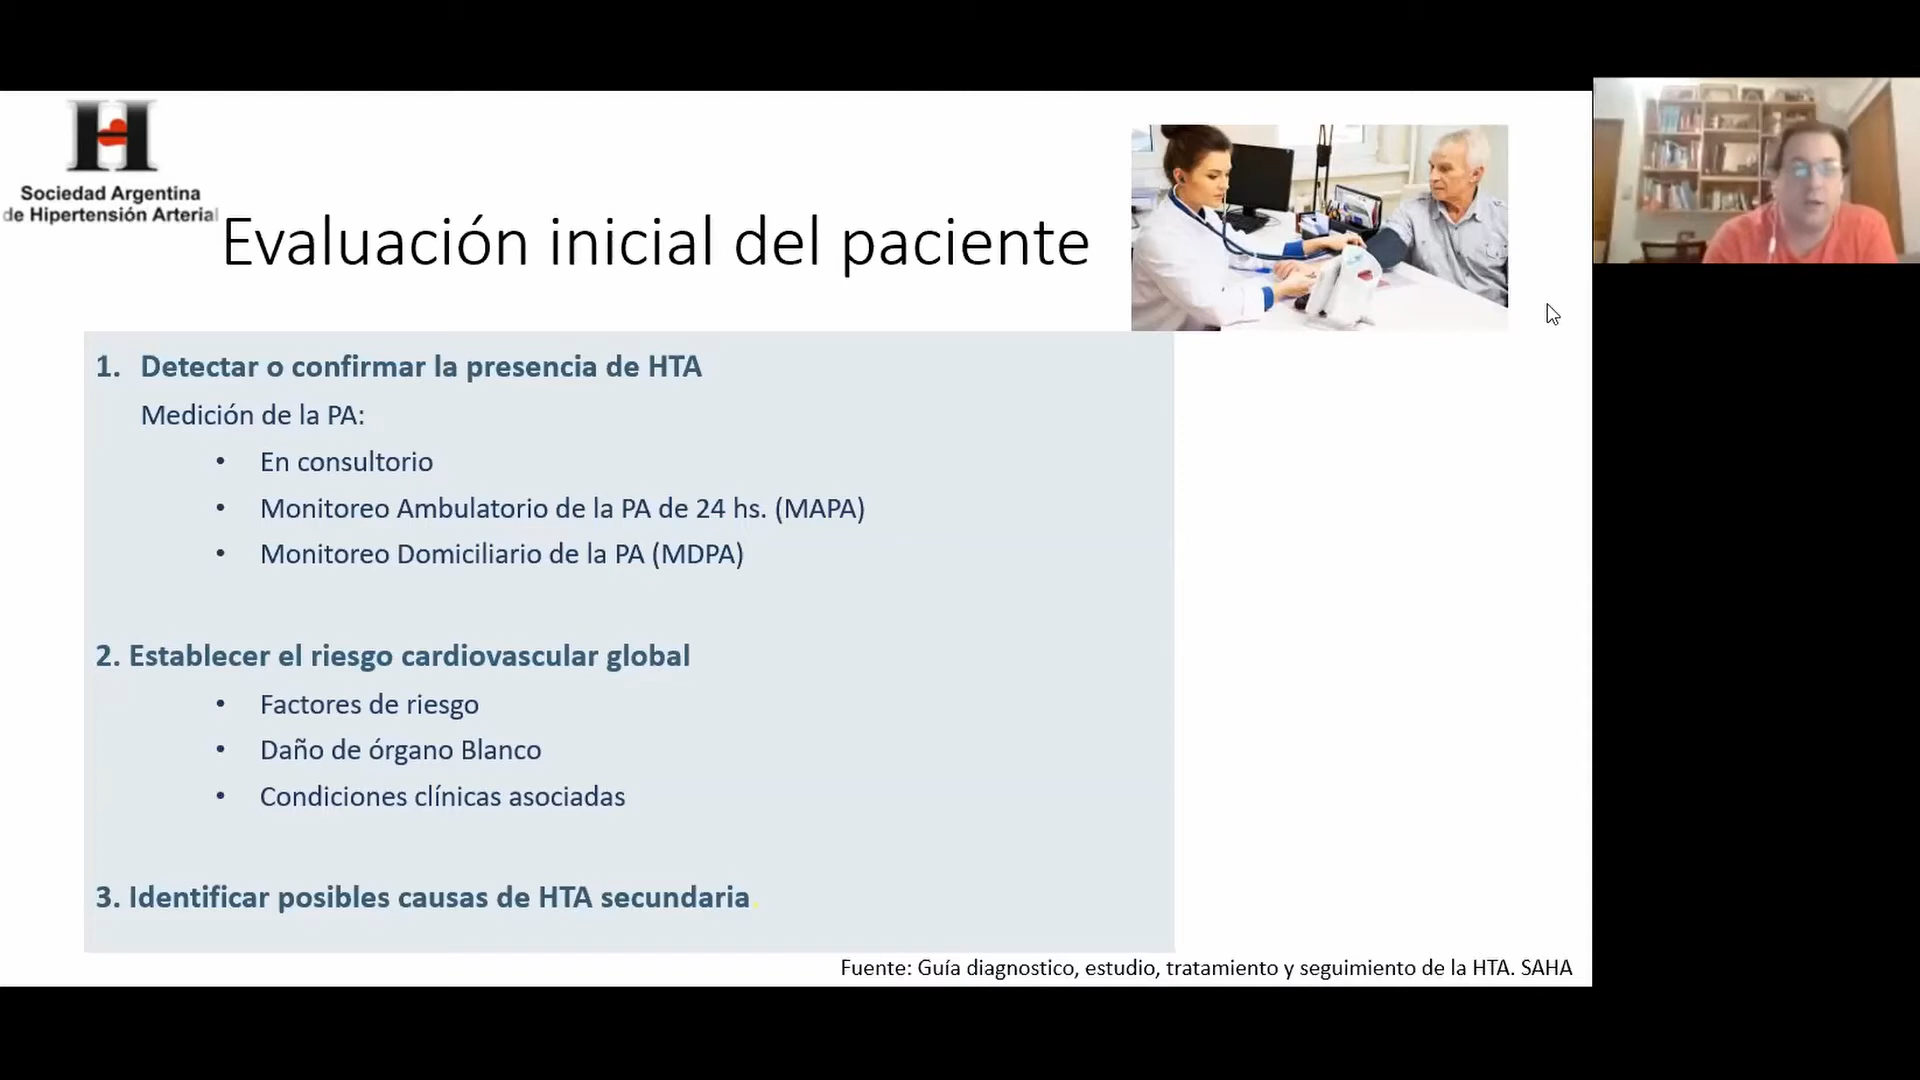 H
Sociedad Argentina
de Hipertensión Arterial
Evaluación inicial del paciente
1. Detectar o confirmar la presencia de HTA
Medición de la PA:
• En consultorio
• Monitoreo Ambulatorio de la PA de 24 hs. (MAPA)
• Monitoreo Domiciliario de la PA (MDPA)
2. Establecer el riesgo cardiovascular global
• Factores de riesgo
• Daño de órgano Blanco
• Condiciones clínicas asociadas
3. Identificar posibles causas de HTA secundaria.
Fuente: Guía diagnostico, estudio, tratamiento y seguimiento de la HTA. SAHA